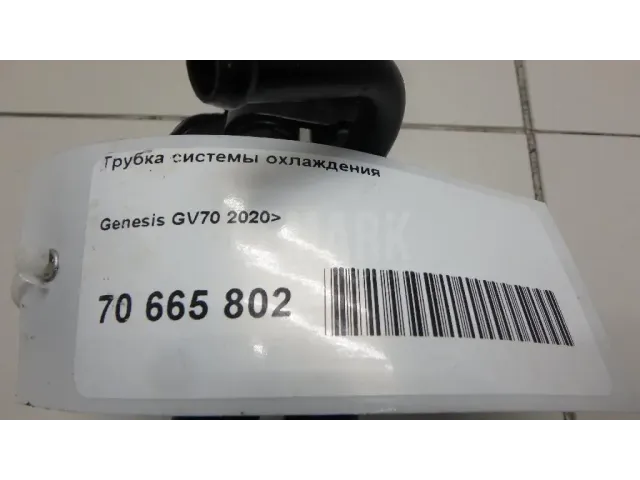 Трубка системы охлаждения
Genesis GV70 2020>
70 665 802